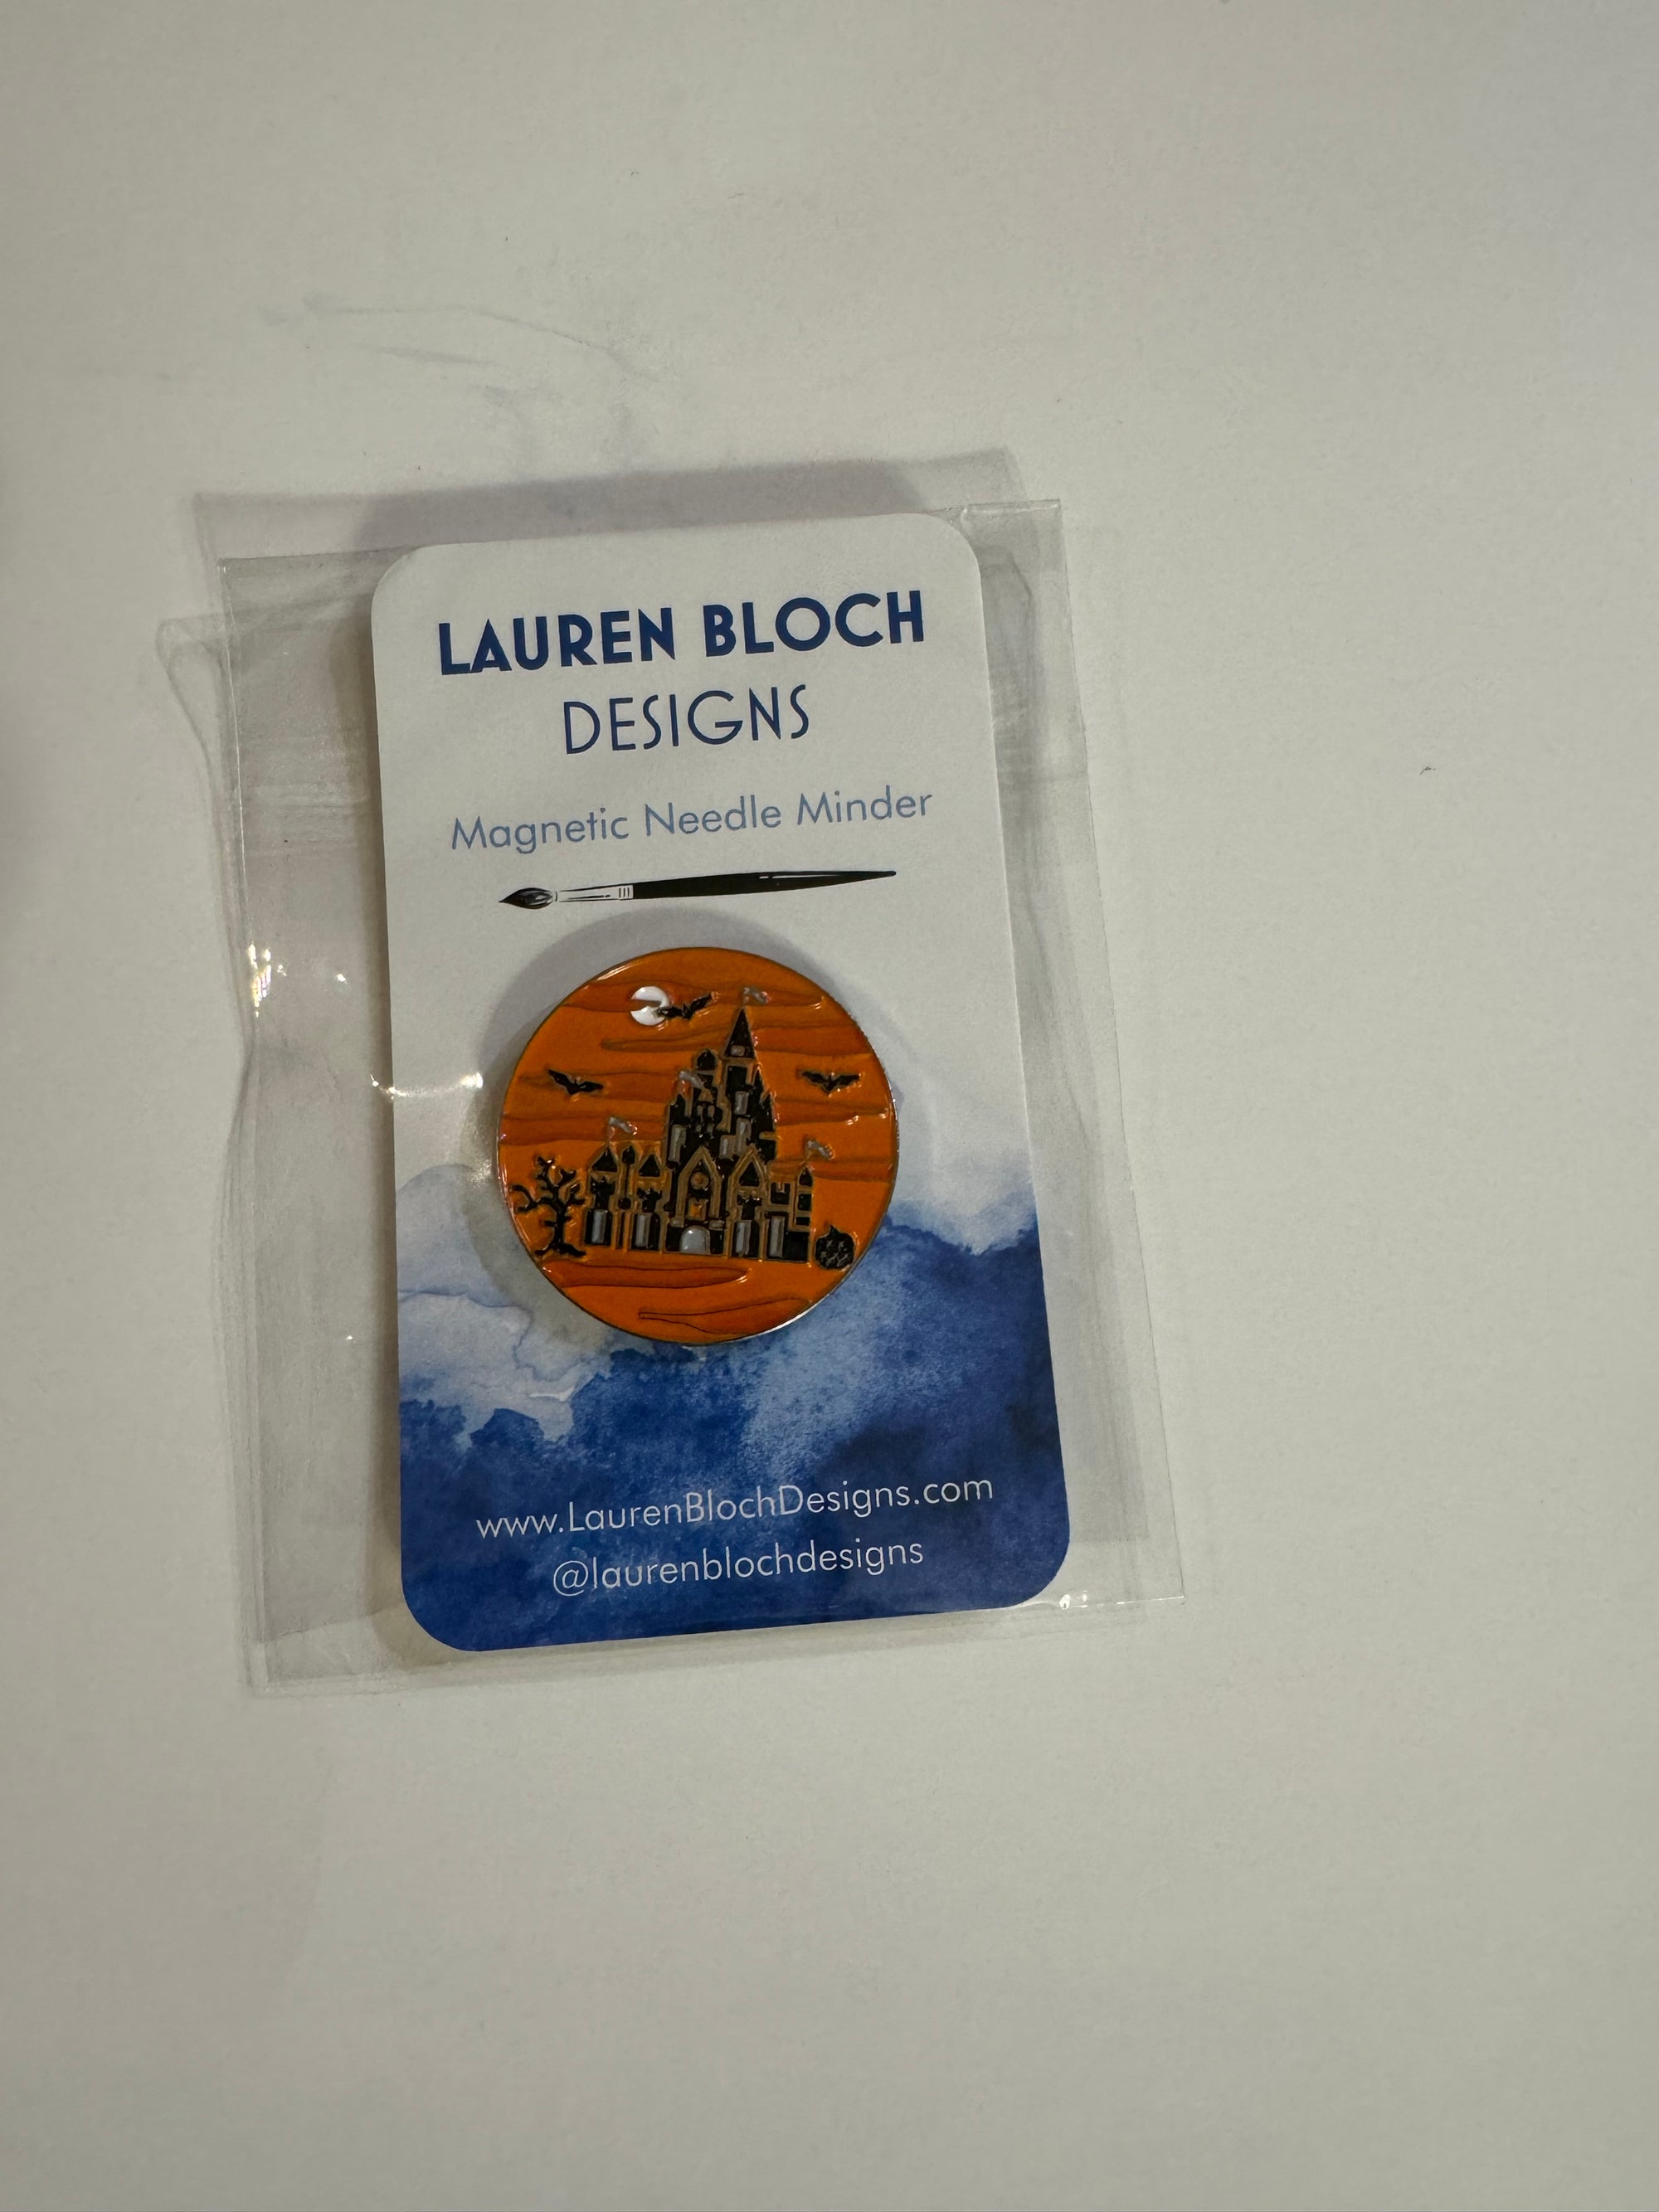 LAUREN BLOCH
DESIGNS
Magnetic Needle Minder
www.LaurenBlochDesigns.com
@laurenblochdesigns